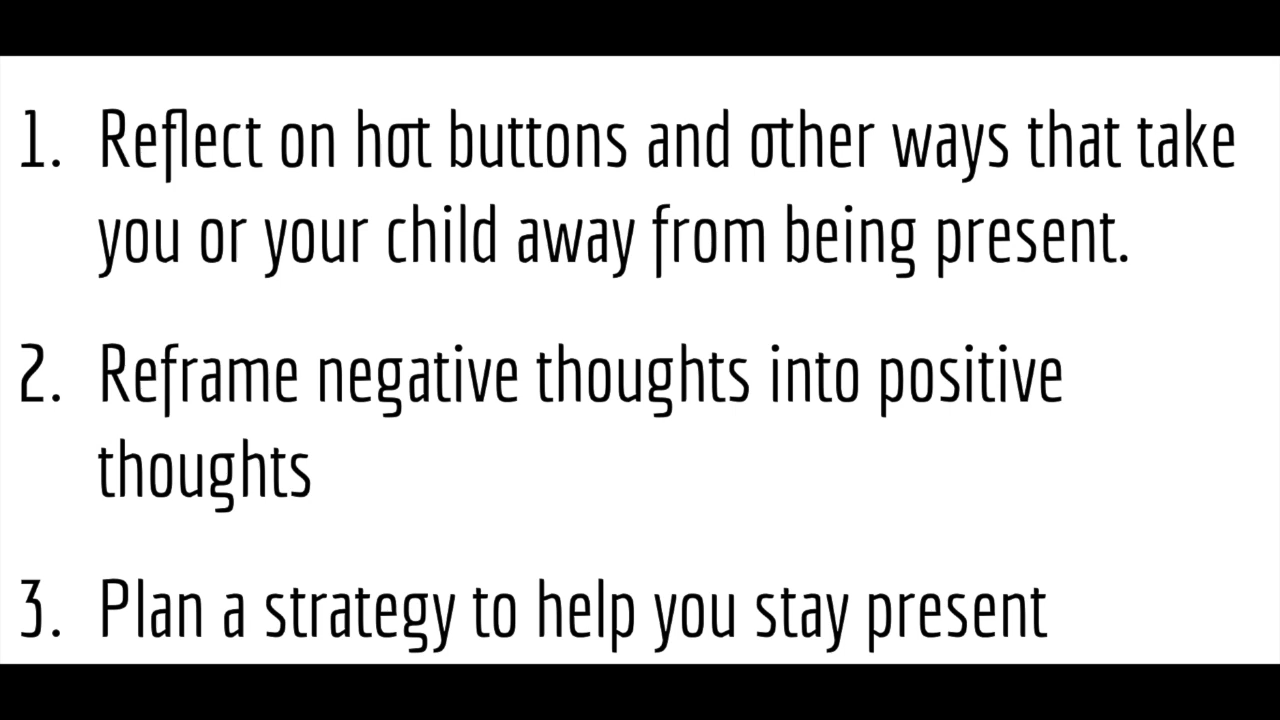 1. Reflect on hot buttons and other ways that take
you or your child away from being present.
2. Reframe negative thoughts into positive
thoughts
3. Plan a strategy to help you stay present